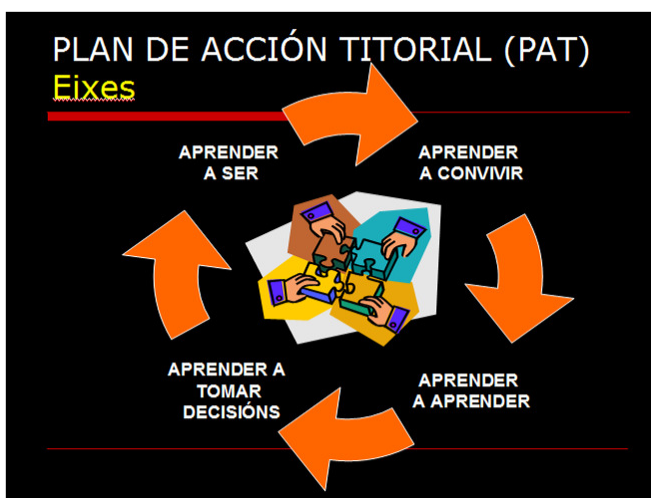 PLAN DE ACCIÓN TITORIAL (PAT)
Eixes
APRENDER
A SER
APRENDER
A CONVIVIR
APRENDER A
TOMAR
DECISIÓNS
APRENDER
A APRENDER